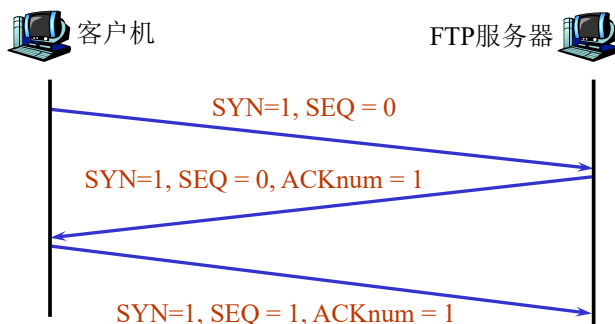 客户机
FTP服务器
SYN=1, SEQ = 0
SYN=1, SEQ = 0, ACKnum = 1
SYN=1, SEQ = 1, ACKnum = 1